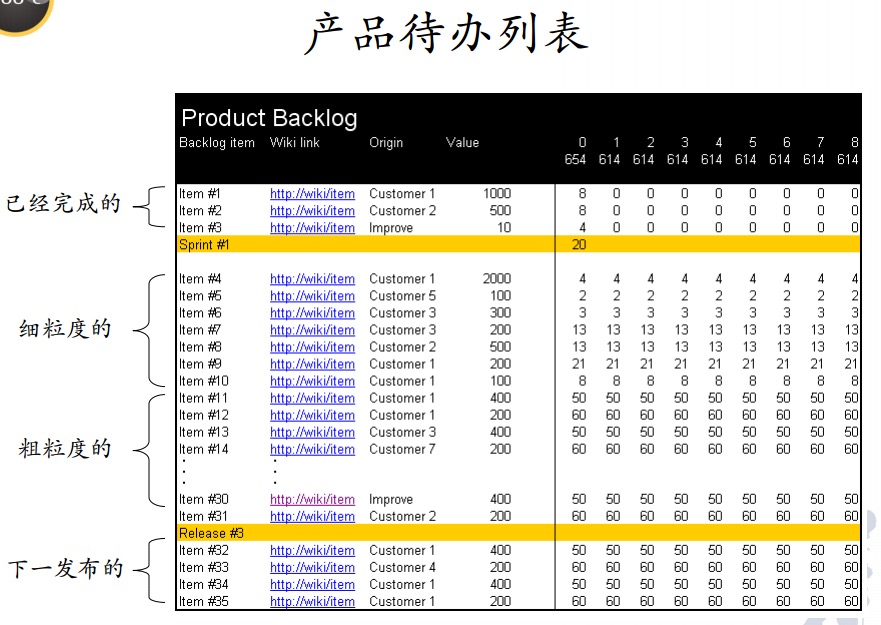 产品待办列表
Product Backlog
Backlog item Wiki link Origin Value 0 1 2 3 4 5 6 7 8
654 614 614 614 614 614 614 614 614
已经完成的
Item #1 http://wiki/item Customer 1 1000 8 0 0 0 0 0 0 0 0
Item #2 http://wiki/item Customer 2 500 8 0 0 0 0 0 0 0 0
Item #3 http://wiki/item Improve 10 4 0 0 0 0 0 0 0 0
Sprint #1 20
细粒度的
Item #4 http://wiki/item Customer 1 2000 4 4 4 4 4 4 4 4 4
Item #5 http://wiki/item Customer 5 100 2 2 2 2 2 2 2 2 2
Item #6 http://wiki/item Customer 3 300 3 3 3 3 3 3 3 3 3
Item #7 http://wiki/item Customer 3 200 13 13 13 13 13 13 13 13 13
Item #8 http://wiki/item Customer 2 500 13 13 13 13 13 13 13 13 13
Item #9 http://wiki/item Customer 1 200 21 21 21 21 21 21 21 21 21
Item #10 http://wiki/item Customer 1 100 8 8 8 8 8 8 8 8 8
粗粒度的
Item #11 http://wiki/item Customer 1 400 50 50 50 50 50 50 50 50 50
Item #12 http://wiki/item Customer 1 200 60 60 60 60 60 60 60 60 60
Item #13 http://wiki/item Customer 3 400 50 50 50 50 50 50 50 50 50
Item #14 http://wiki/item Customer 7 200 60 60 60 60 60 60 60 60 60
Item #30 http://wiki/item Improve 400 50 50 50 50 50 50 50 50 50
Item #31 http://wiki/item Customer 2 200 60 60 60 60 60 60 60 60 60
Release #3
下一发布的
Item #32 http://wiki/item Customer 1 400 50 50 50 50 50 50 50 50 50
Item #33 http://wiki/item Customer 4 200 60 60 60 60 60 60 60 60 60
Item #34 http://wiki/item Customer 1 400 50 50 50 50 50 50 50 50 50
Item #35 http://wiki/item Customer 1 200 60 60 60 60 60 60 60 60 60